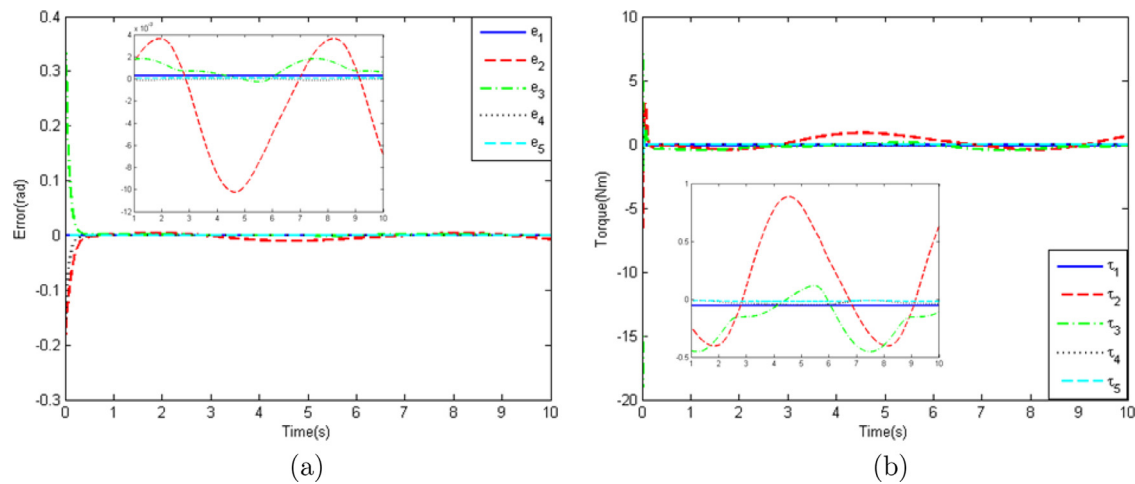 0.4
0.3
0.2
0.1
0
-0.1
-0.2
-0.3
Error(rad)
0 1 2 3 4 5 6 7 8 9 10
Time(s)
4
2
0
-2
-4
-6
-8
-10
-12
1 2 3 4 5 6 7 8 9 10
e1
e2
e3
e4
e5
(a)
10
5
0
-5
-10
-15
-20
Torque(Nm)
0 1 2 3 4 5 6 7 8 9 10
Time(s)
1
0.5
0
-0.5
1 2 3 4 5 6 7 8 9 10
τ1
τ2
τ3
τ4
τ5
(b)